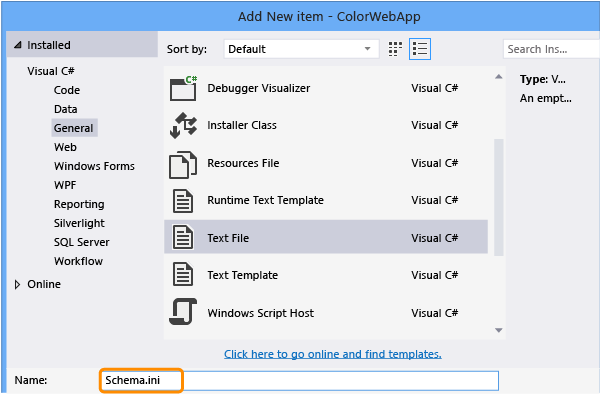 Add New item - ColorWebApp
Installed
Sort by: Default
Search Ins...
Visual C#
Code
Data
General
Web
Windows Forms
WPF
Reporting
Silverlight
SQL Server
Workflow
Online
C#
Debugger Visualizer Visual C#
Installer Class Visual C#
Resources File Visual C#
Runtime Text Template Visual C#
Text File Visual C#
Text Template Visual C#
Windows Script Host Visual C#
Type: V...
An empt...
Click here to go online and find templates.
Name: Schema.ini